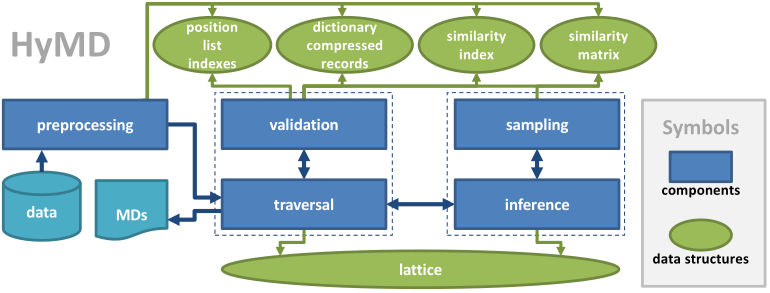 HyMD
position
list
indexes
dictionary
compressed
records
similarity
index
similarity
matrix
preprocessing
validation
sampling
data
MDs
traversal
inference
lattice
Symbols
components
data structures